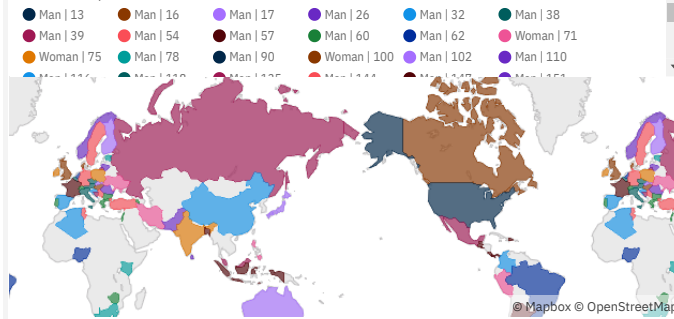 Man | 13 Man | 16 Man | 17 Man | 26 Man | 32 Man | 38
Man | 39 Man | 54 Man | 57 Man | 60 Man | 62 Woman | 71
Woman | 75 Man | 78 Man | 90 Woman | 100 Man | 102 Man | 110
© Mapbox © OpenStreetMap